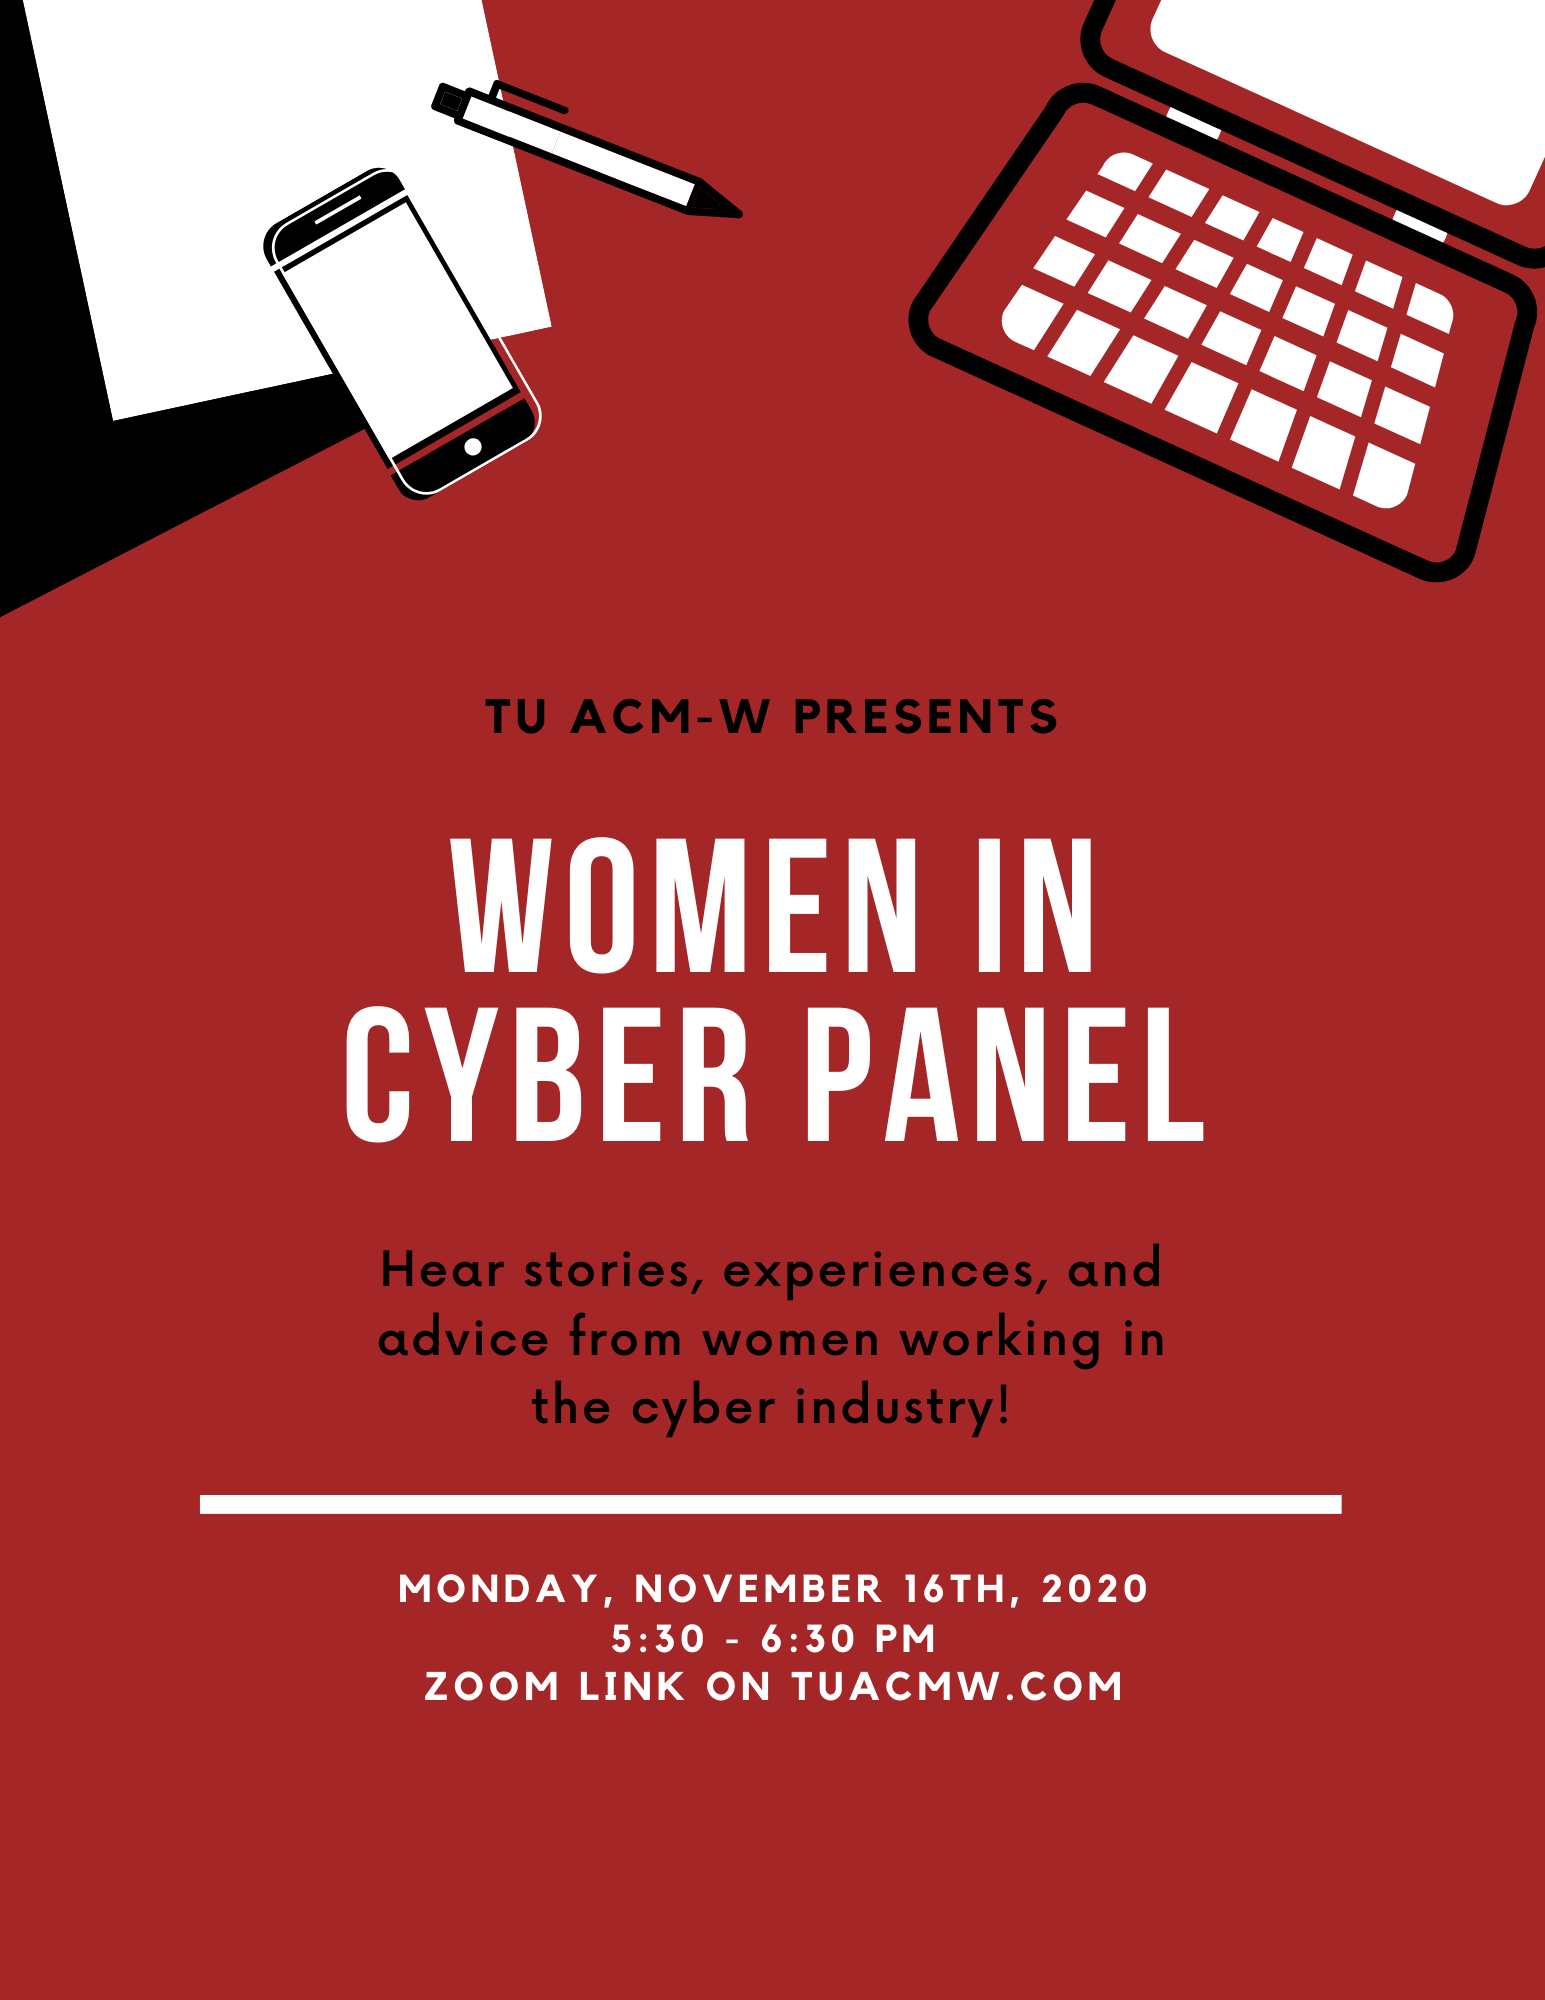 TU ACM-W PRESENTS
WOMEN IN
CYBER PANEL
Hear stories, experiences, and
advice from women working in
the cyber industry!
MONDAY, NOVEMBER 16TH, 2020
5:30 - 6:30 PM
ZOOM LINK ON TUACMW.COM